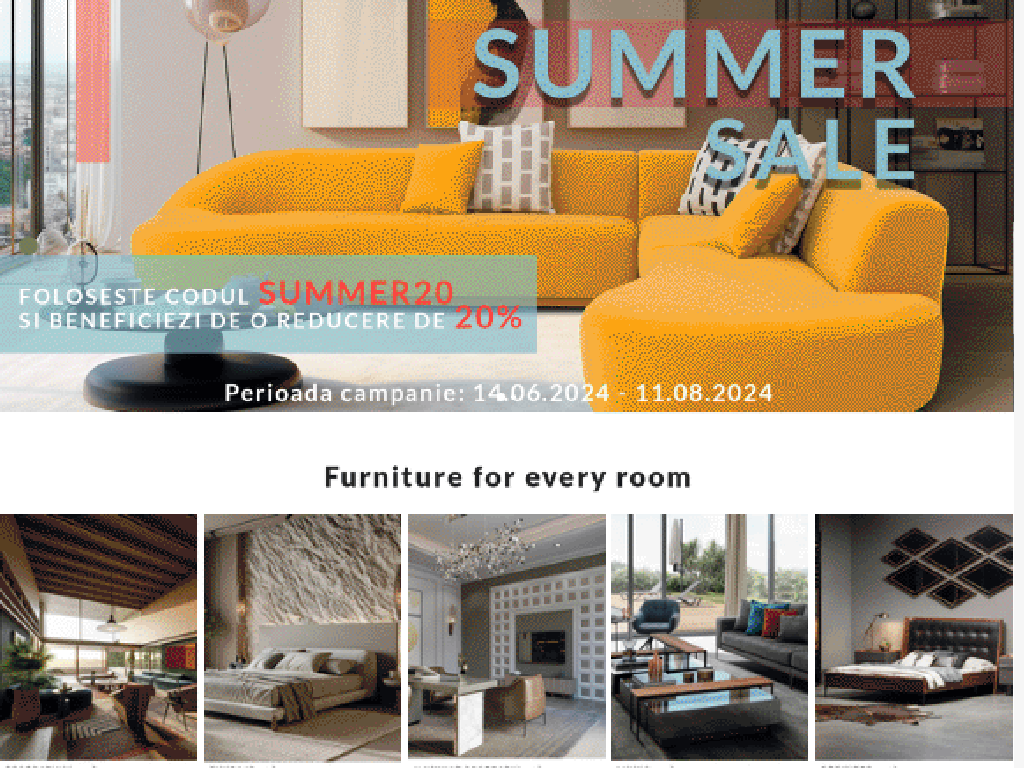 SUMMER
SALE
FOLOSESTE CODUL SUMMER20
SI BENEFICIEZI DE O REDUCERE DE 20%
Perioada campanie: 14.06.2024 - 11.08.2024
Furniture for every room